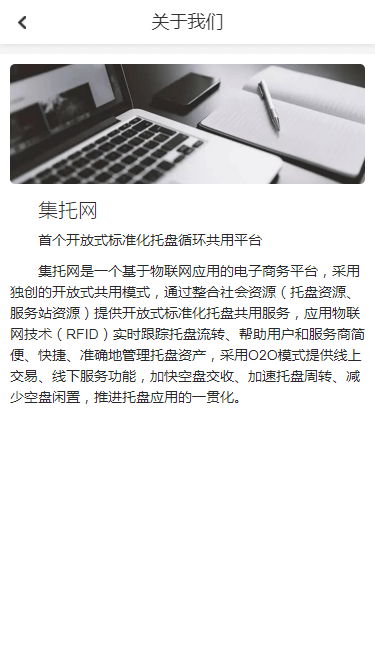 关于我们
集托网
首个开放式标准化托盘循环共用平台
集托网是一个基于物联网应用的电子商务平台，采用
独创的开放式共用模式，通过整合社会资源（托盘资源、
服务站资源）提供开放式标准化托盘共用服务，应用物联
网技术（RFID）实时跟踪托盘流转、帮助用户和服务商简
便、快捷、准确地管理托盘资产，采用O2O模式提供线上
交易、线下服务功能，加快空盘交收、加速托盘周转、减
少空盘闲置，推进托盘应用的一贯化。